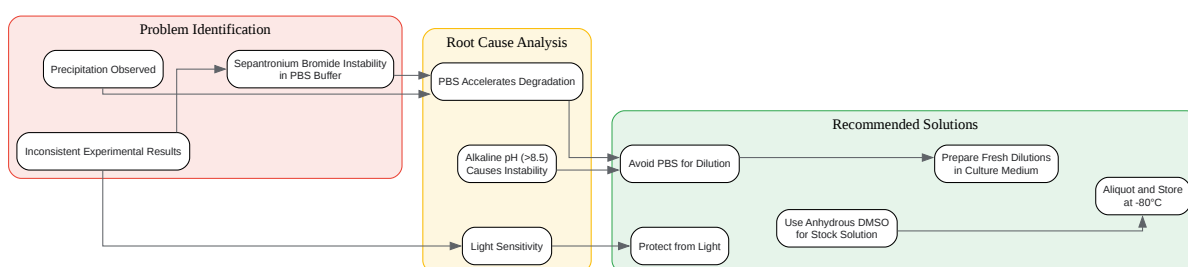 Problem Identification
Precipitation Observed
Sepantronium Bromide Instability
in PBS Buffer
Inconsistent Experimental Results
Root Cause Analysis
PBS Accelerates Degradation
Alkaline pH (>8.5)
Causes Instability
Light Sensitivity
Recommended Solutions
Avoid PBS for Dilution
Prepare Fresh Dilutions
in Culture Medium
Aliquot and Store
at -80°C
Use Anhydrous DMSO
for Stock Solution
Protect from Light